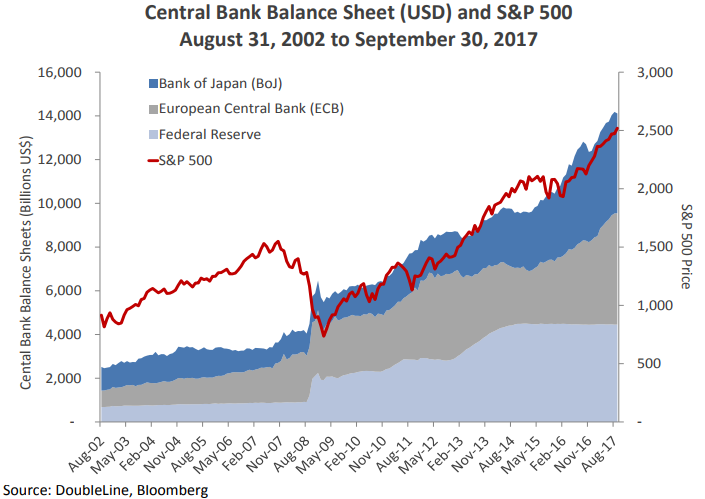 Central Bank Balance Sheet (USD) and S&P 500
August 31, 2002 to September 30, 2017
Central Bank Balance Sheets (Billions US$)
16,000
14,000
12,000
10,000
8,000
6,000
4,000
2,000
-
Bank of Japan (BoJ)
European Central Bank (ECB)
Federal Reserve
S&P 500
3,000
2,500
2,000
1,500
1,000
500
-
S&P 500 Price
Aug-02
May-03
Feb-04
Nov-04
Aug-05
May-06
Feb-07
Nov-07
Aug-08
May-09
Feb-10
Nov-10
Aug-11
May-12
Feb-13
Nov-13
Aug-14
May-15
Feb-16
Nov-16
Aug-17
Source: DoubleLine, Bloomberg